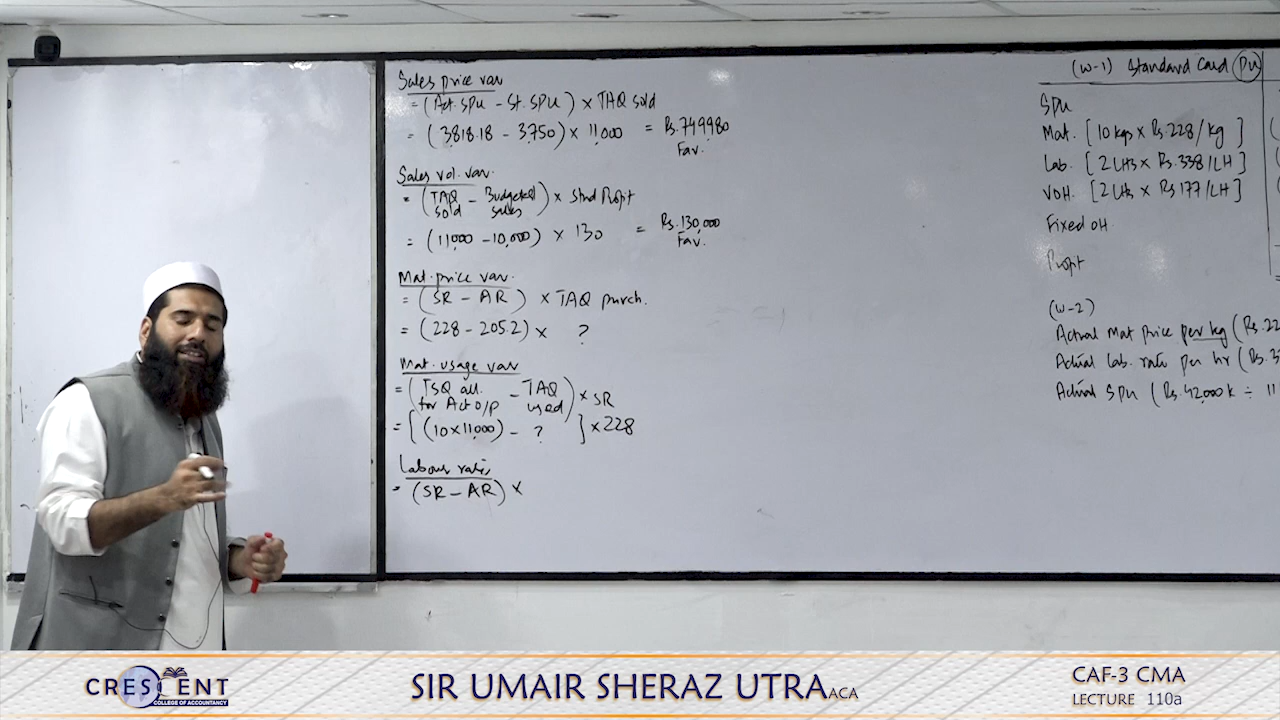 Sales price var
= (Act. SPU - St. SPU) × TAQ sold
= (3818.18 - 3750) × 11,000 = Rs. 749980
Fav.
Sales vol. var.
= (TAQ sold - Budgeted sales) × Stnd Profit
= (11,000 - 10,000) × 130 = Rs. 130,000
Fav.
Mat. price var.
= (SR - AR) × TAQ purch.
= (228 - 205.2) × ?
Mat. usage var
= (TSQ all. for Act o/p - TAQ used) × SR
= [(10×11,000) - ?] × 228
Labour rate
= (SR - AR) ×
(W-1) Standard Card PU
SPU
Mat. [10 kgs × Rs. 228/kg]
Lab. [2 LHs × Rs. 338/LH]
VOH. [2 LHs × Rs 177/LH]
Fixed OH
Profit
(W-2)
Actual Mat price per kg (Rs. 22
Actual Lab. rate per hr (Rs. 3
Actual SPU (Rs. 42,000 K ÷ 11
CRESCENT
COLLEGE OF ACCOUNTANCY
SIR UMAIR SHERAZ UTRA ACA
CAF-3 CMA
LECTURE 110a